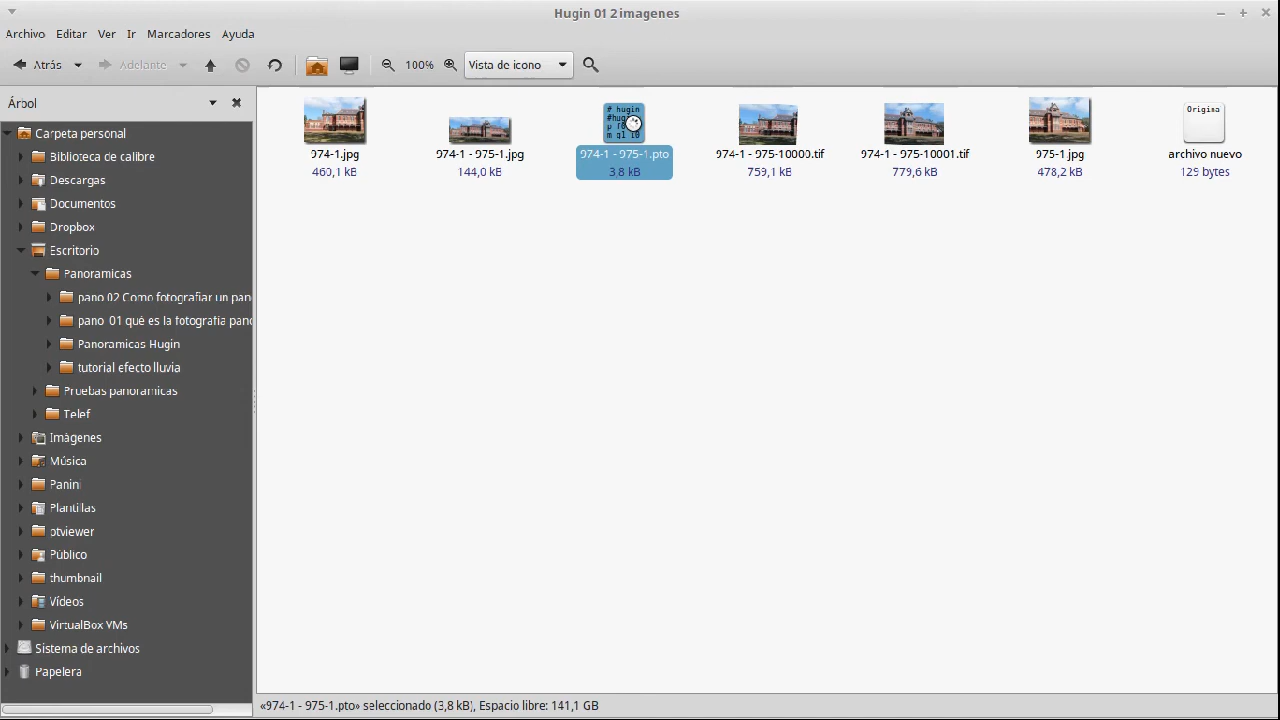 Hugin 01 2 imagenes
Archivo Editar Ver Ir Marcadores Ayuda
Atrás Adelante 100% Vista de icono
Árbol
Carpeta personal
Biblioteca de calibre
Descargas
Documentos
Dropbox
Escritorio
Panoramicas
pano 02 Como fotografiar un pan
pano 01 qué es la fotografía pano
Panoramicas Hugin
tutorial efecto lluvia
Pruebas panoramicas
Telef
Imágenes
Música
Panini
Plantillas
ptviewer
Público
thumbnail
Vídeos
VirtualBox VMs
Sistema de archivos
Papelera
# hugin
Origina
974-1.jpg
460,1 kB
974-1 - 975-1.jpg
144,0 kB
974-1 - 975-1.pto
3,8 kB
974-1 - 975-10000.tif
759,1 kB
974-1 - 975-10001.tif
779,6 kB
975-1.jpg
478,2 kB
archivo nuevo
129 bytes
«974-1 - 975-1.pto» seleccionado (3,8 kB), Espacio libre: 141,1 GB